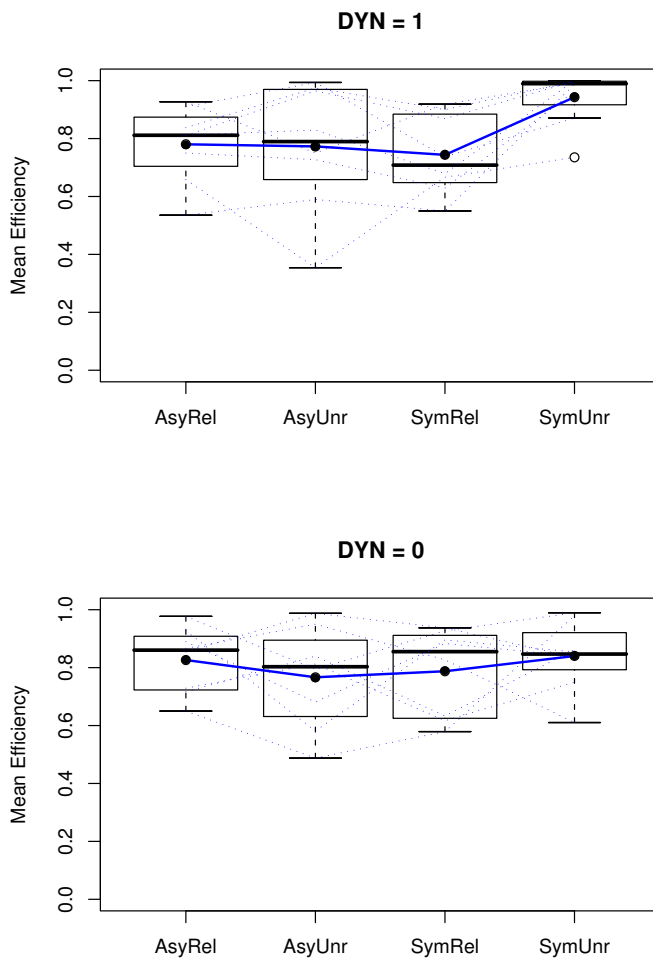 DYN = 1
Mean Efficiency
1.0
0.8
0.6
0.4
0.2
0.0
AsyRel AsyUnr SymRel SymUnr
DYN = 0
Mean Efficiency
1.0
0.8
0.6
0.4
0.2
0.0
AsyRel AsyUnr SymRel SymUnr